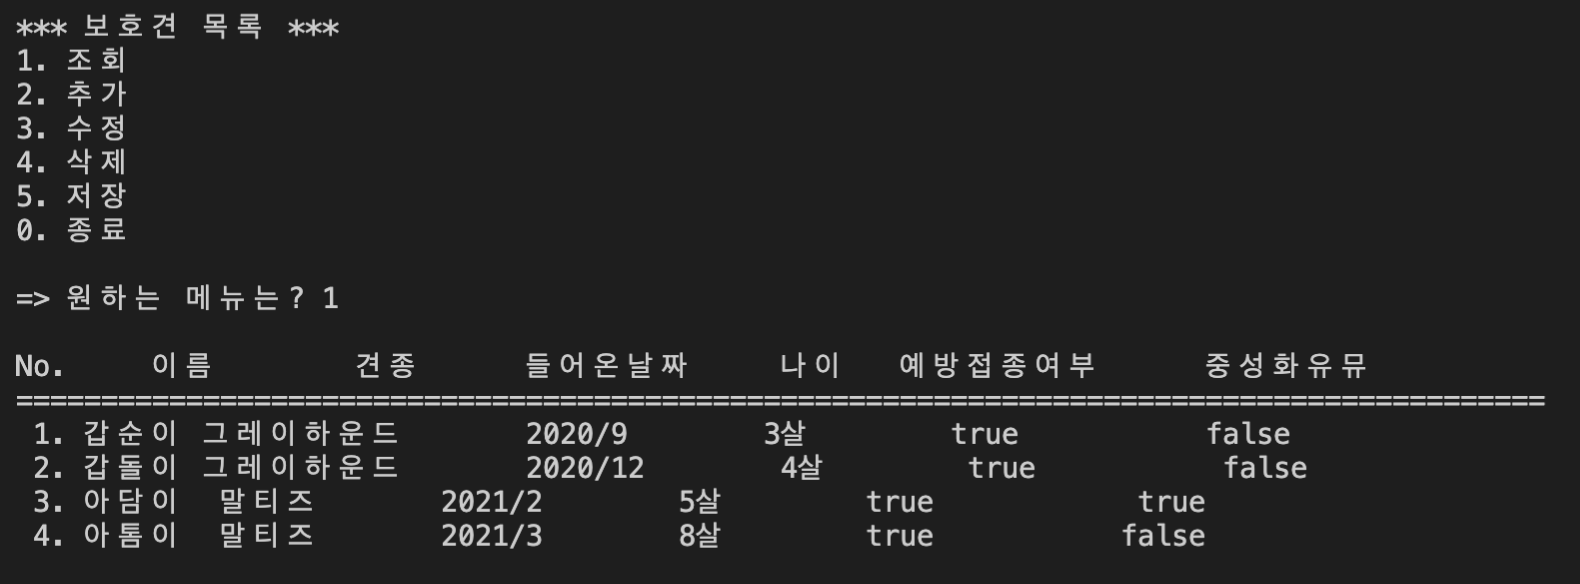 *** 보호견 목록 ***
1. 조회
2. 추가
3. 수정
4. 삭제
5. 저장
0. 종료
=> 원하는 메뉴는? 1
No. 이름 견종 들어온날짜 나이 예방접종여부 중성화유뮤
==========================================================================================
1. 갑순이 그레이하운드 2020/9 3살 true false
2. 갑돌이 그레이하운드 2020/12 4살 true false
3. 아담이 말티즈 2021/2 5살 true true
4. 아톰이 말티즈 2021/3 8살 true false